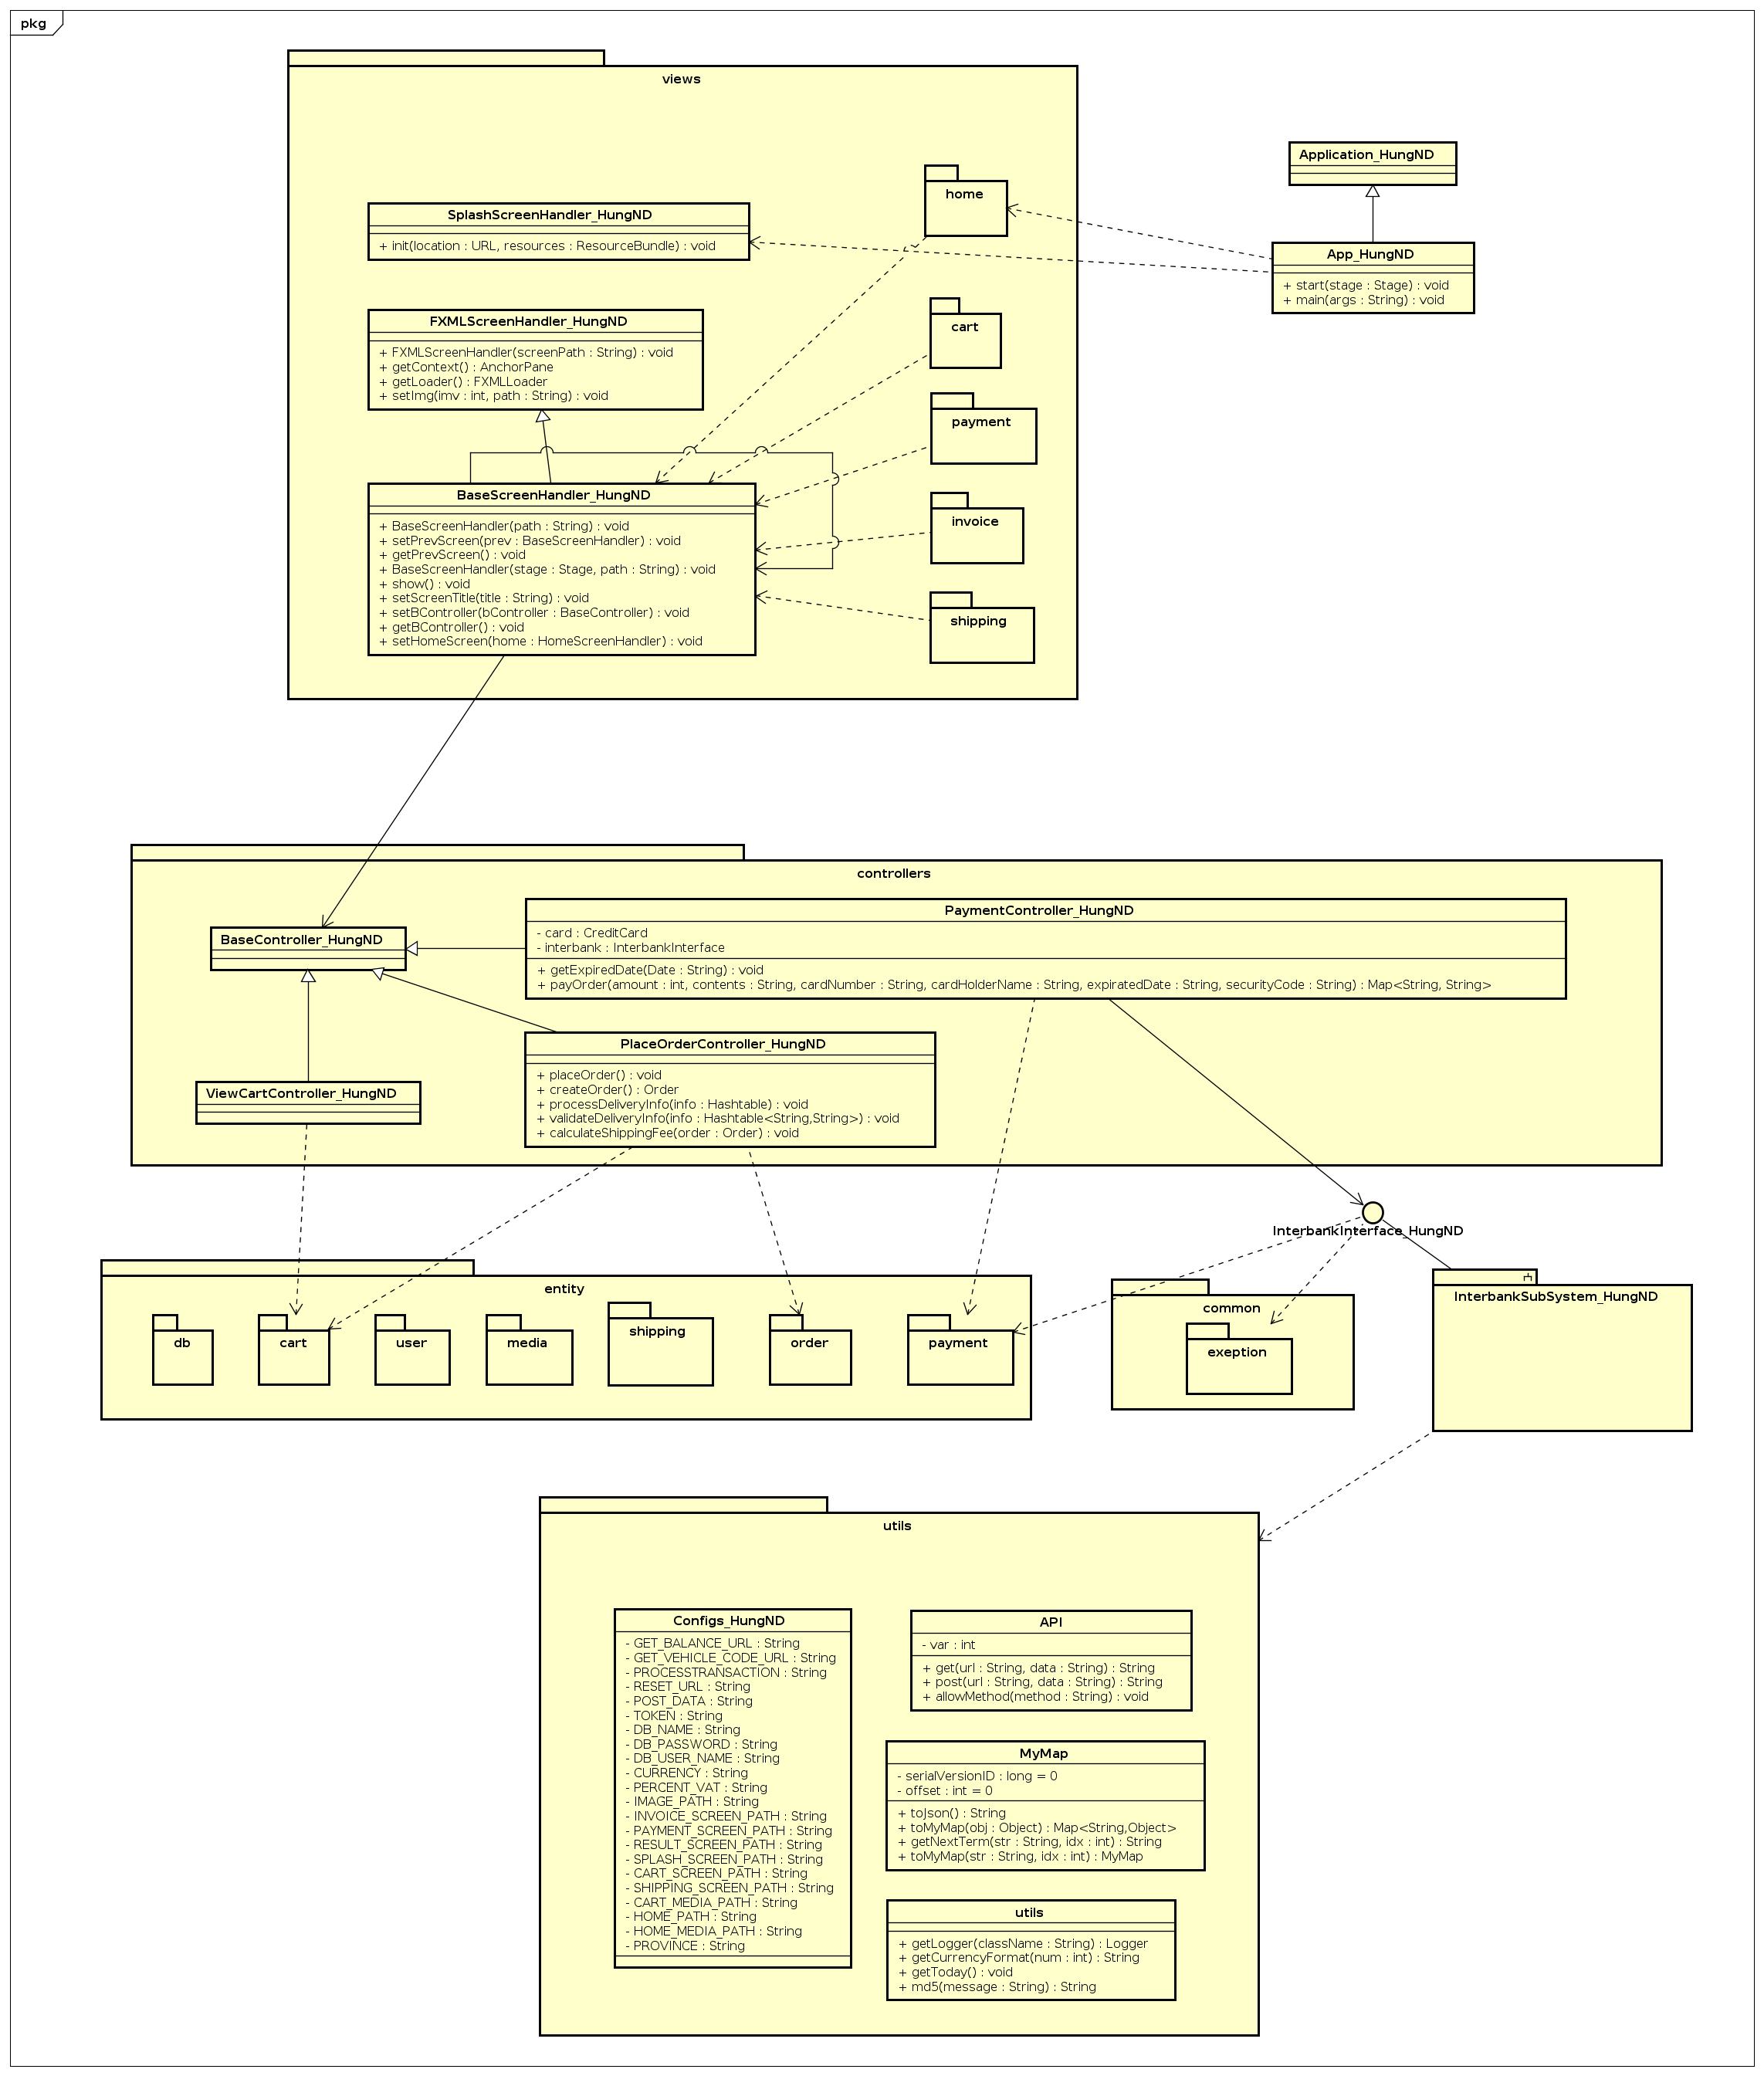 pkg
views
SplashScreenHandler_HungND
+ init(location : URL, resources : ResourceBundle) : void
FXMLScreenHandler_HungND
+ FXMLScreenHandler(screenPath : String) : void
+ getContext() : AnchorPane
+ getLoader() : FXMLLoader
+ setImg(imv : int, path : String) : void
BaseScreenHandler_HungND
+ BaseScreenHandler(path : String) : void
+ setPrevScreen(prev : BaseScreenHandler) : void
+ getPrevScreen() : void
+ BaseScreenHandler(stage : Stage, path : String) : void
+ show() : void
+ setScreenTitle(title : String) : void
+ setBController(bController : BaseController) : void
+ getBController() : void
+ setHomeScreen(home : HomeScreenHandler) : void
home
cart
payment
invoice
shipping
Application_HungND
App_HungND
+ start(stage : Stage) : void
+ main(args : String) : void
controllers
BaseController_HungND
PaymentController_HungND
- card : CreditCard
- interbank : InterbankInterface
+ getExpiredDate(Date : String) : void
+ payOrder(amount : int, contents : String, cardNumber : String, cardHolderName : String, expiratedDate : String, securityCode : String) : Map<String, String>
PlaceOrderController_HungND
+ placeOrder() : void
+ createOrder() : Order
+ processDeliveryInfo(info : Hashtable) : void
+ validateDeliveryInfo(info : Hashtable<String,String>) : void
+ calculateShippingFee(order : Order) : void
ViewCartController_HungND
InterbankInterface_HungND
entity
db
cart
user
media
shipping
order
payment
common
exeption
InterbankSubSystem_HungND
utils
Configs_HungND
- GET_BALANCE_URL : String
- GET_VEHICLE_CODE_URL : String
- PROCESSTRANSACTION : String
- RESET_URL : String
- POST_DATA : String
- TOKEN : String
- DB_NAME : String
- DB_PASSWORD : String
- DB_USER_NAME : String
- CURRENCY : String
- PERCENT_VAT : String
- IMAGE_PATH : String
- INVOICE_SCREEN_PATH : String
- PAYMENT_SCREEN_PATH : String
- RESULT_SCREEN_PATH : String
- SPLASH_SCREEN_PATH : String
- CART_SCREEN_PATH : String
- SHIPPING_SCREEN_PATH : String
- CART_MEDIA_PATH : String
- HOME_PATH : String
- HOME_MEDIA_PATH : String
- PROVINCE : String
API
- var : int
+ get(url : String, data : String) : String
+ post(url : String, data : String) : String
+ allowMethod(method : String) : void
MyMap
- serialVersionID : long = 0
- offset : int = 0
+ toJson() : String
+ toMyMap(obj : Object) : Map<String,Object>
+ getNextTerm(str : String, idx : int) : String
+ toMyMap(str : String, idx : int) : MyMap
utils
+ getLogger(className : String) : Logger
+ getCurrencyFormat(num : int) : String
+ getToday() : void
+ md5(message : String) : String